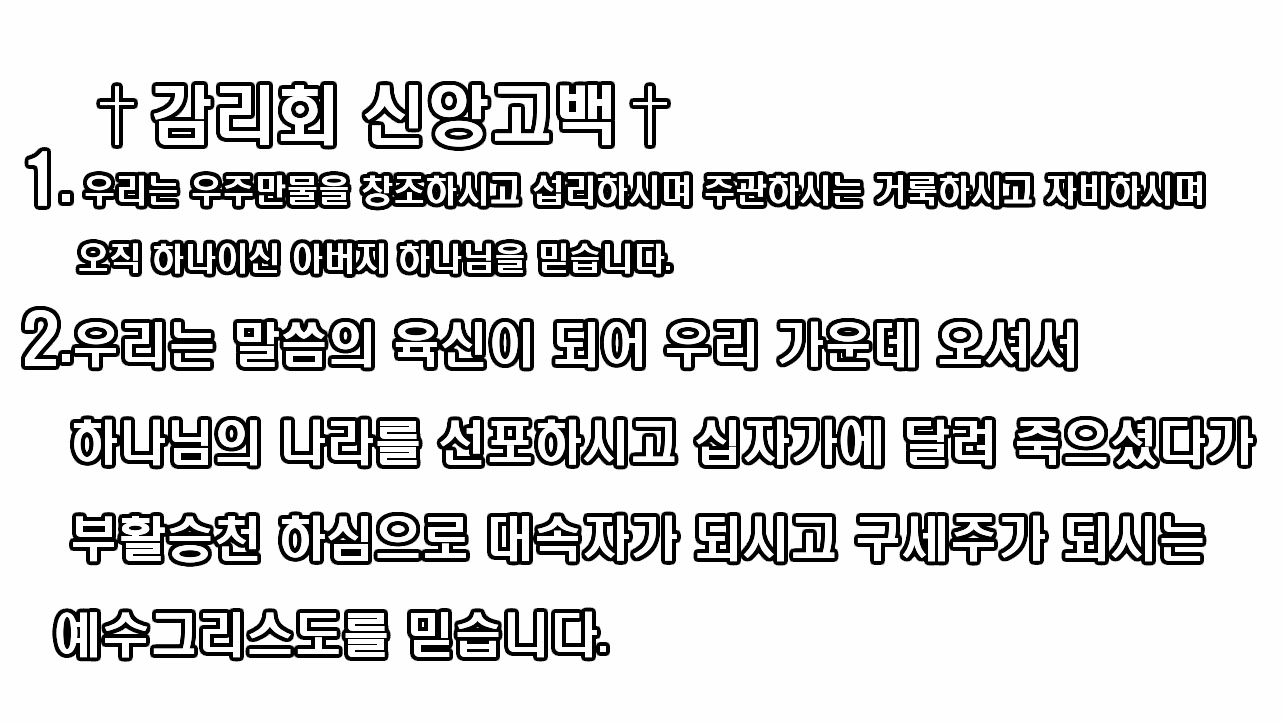 †감리회 신앙고백†
1. 우리는 우주만물을 창조하시고 섭리하시며 주관하시는 거룩하시고 자비하시며
오직 하나이신 아버지 하나님을 믿습니다.
2.우리는 말씀의 육신이 되어 우리 가운데 오셔서
하나님의 나라를 선포하시고 십자가에 달려 죽으셨다가
부활승천 하심으로 대속자가 되시고 구세주가 되시는
예수그리스도를 믿습니다.